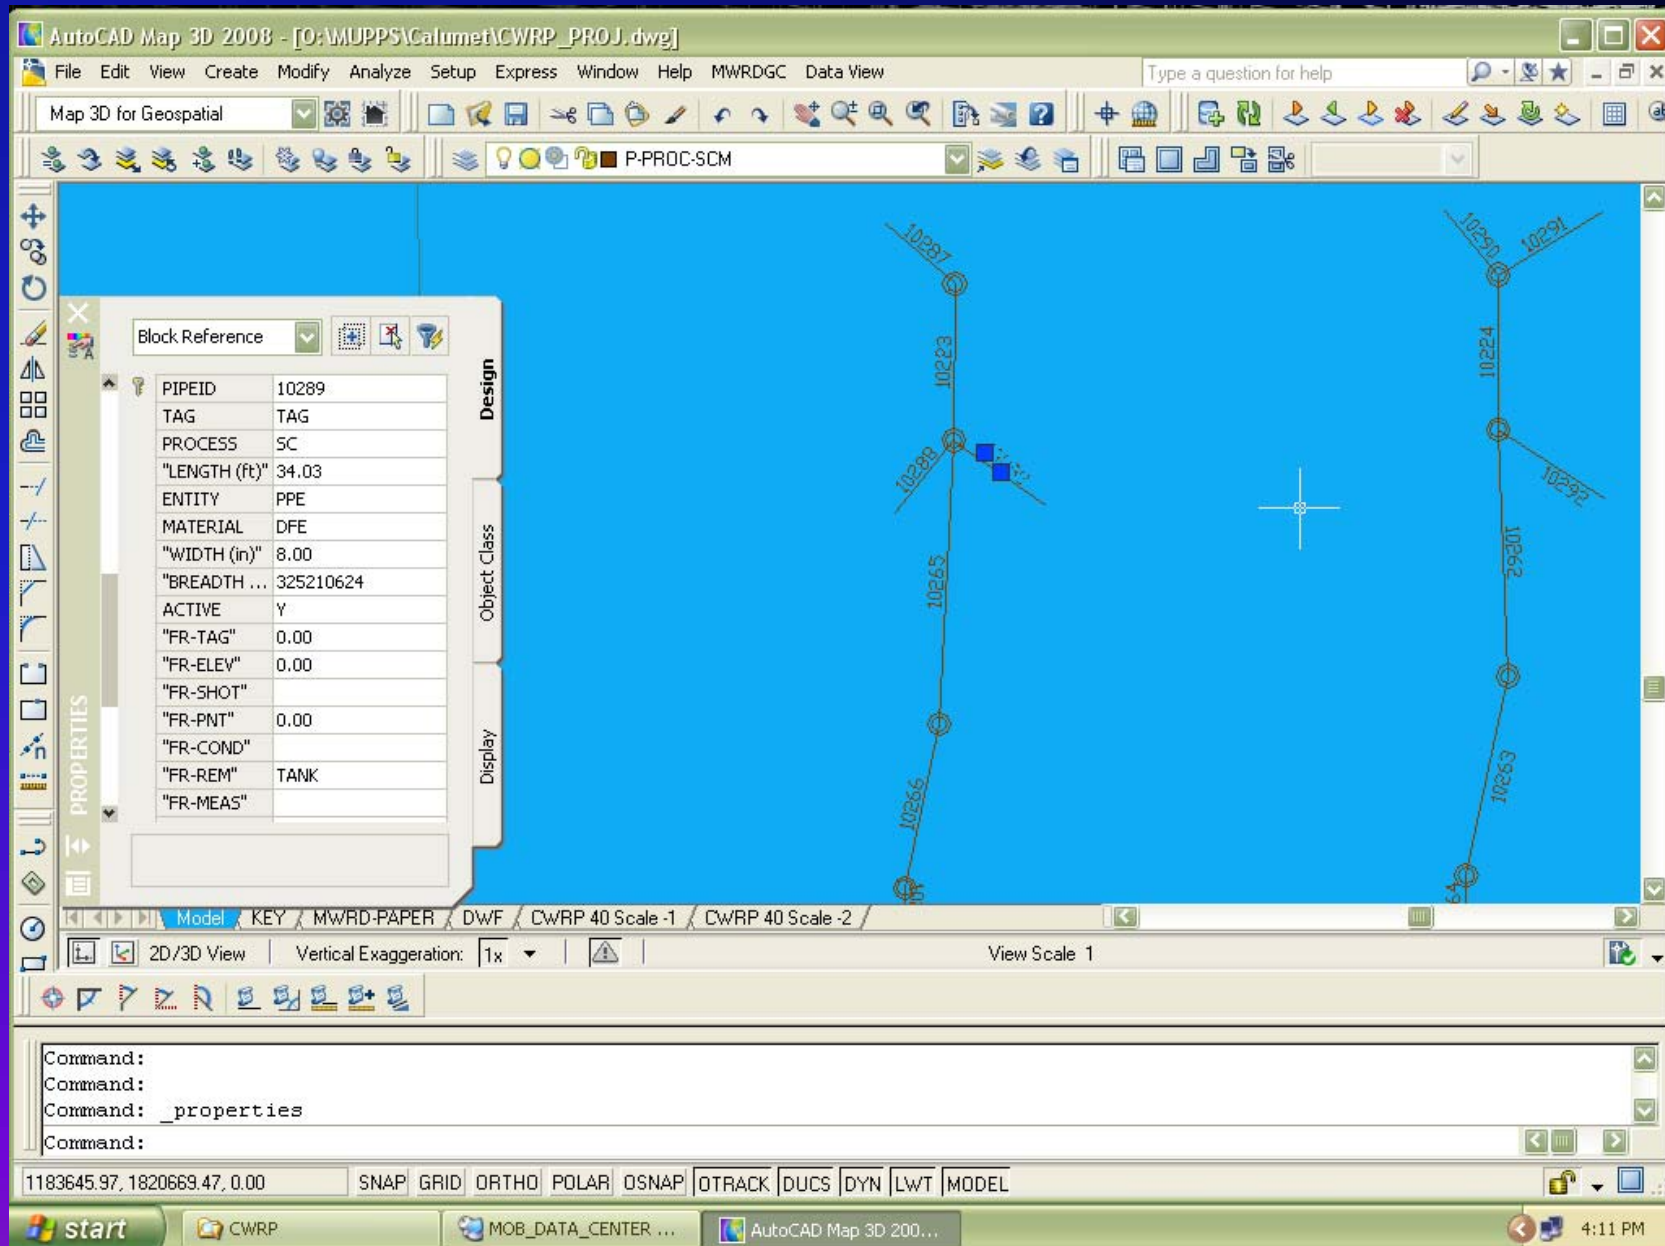 AutoCAD Map 3D 2008 - [O:\MUPPS\Calumet\CWRP_PROJ.dwg]
File Edit View Create Modify Analyze Setup Express Window Help MWRDGC Data View Type a question for help
Map 3D for Geospatial
P-PROC-SCM
10287
10290
10291
10223
10224
10288
10292
10265
10262
10263
10266
Block Reference
PIPEID 10289
TAG TAG
PROCESS SC
"LENGTH (ft)" 34.03
ENTITY PPE
MATERIAL DFE
"WIDTH (in)" 8.00
"BREADTH ... 325210624
ACTIVE Y
"FR-TAG" 0.00
"FR-ELEV" 0.00
"FR-SHOT"
"FR-PNT" 0.00
"FR-COND"
"FR-REM" TANK
"FR-MEAS"
Design
Object Class
Display
PROPERTIES
Model KEY MWRD-PAPER DWF CWRP 40 Scale -1 CWRP 40 Scale -2
2D/3D View Vertical Exaggeration: 1x View Scale 1
Command:
Command:
Command: _properties
Command:
1183645.97, 1820669.47, 0.00 SNAP GRID ORTHO POLAR OSNAP OTRACK DUCS DYN LWT MODEL
start CWRP MOB_DATA_CENTER ... AutoCAD Map 3D 200... 4:11 PM